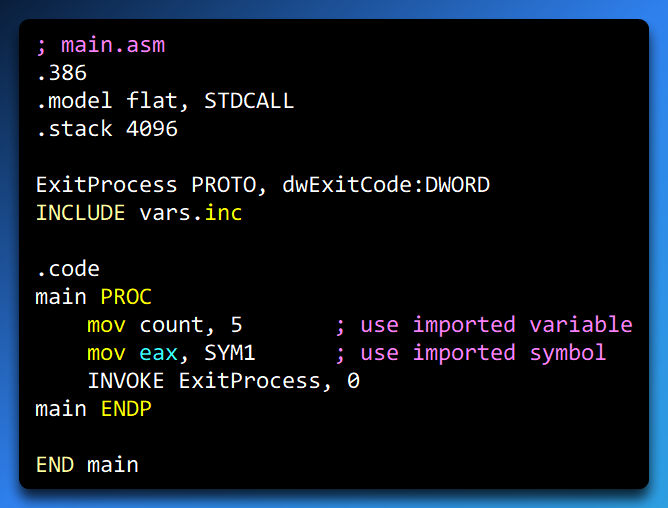 ; main.asm
.386
.model flat, STDCALL
.stack 4096
ExitProcess PROTO, dwExitCode:DWORD
INCLUDE vars.inc
.code
main PROC
    mov count, 5       ; use imported variable
    mov eax, SYM1      ; use imported symbol
    INVOKE ExitProcess, 0
main ENDP
END main